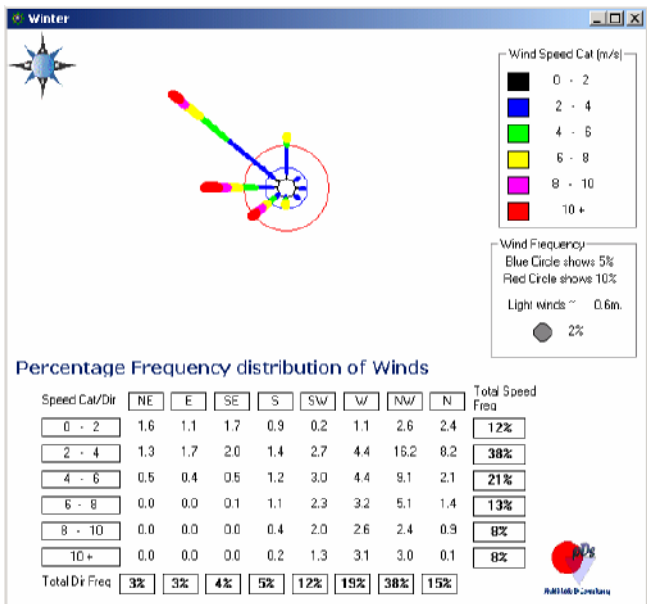 Winter
Wind Speed Cat (m/s)
0 - 2
2 - 4
4 - 6
6 - 8
8 - 10
10 +
Wind Frequency
Blue Circle shows 5%
Red Circle shows 10%
Light winds ~ 0.6m.
2%
Percentage Frequency distribution of Winds
Speed Cat/Dir NE E SE S SW W NW N Total Speed Freq
0 - 2 1.6 1.1 1.7 0.9 0.2 1.1 2.6 2.4 12%
2 - 4 1.3 1.7 2.0 1.4 2.7 4.4 16.2 8.2 38%
4 - 6 0.5 0.4 0.5 1.2 3.0 4.4 9.1 2.1 21%
6 - 8 0.0 0.0 0.1 1.1 2.3 3.2 5.1 1.4 13%
8 - 10 0.0 0.0 0.0 0.4 2.0 2.6 2.4 0.9 8%
10 + 0.0 0.0 0.0 0.2 1.3 3.1 3.0 0.1 8%
Total Dir Freq 3% 3% 4% 5% 12% 19% 38% 15%
pDs